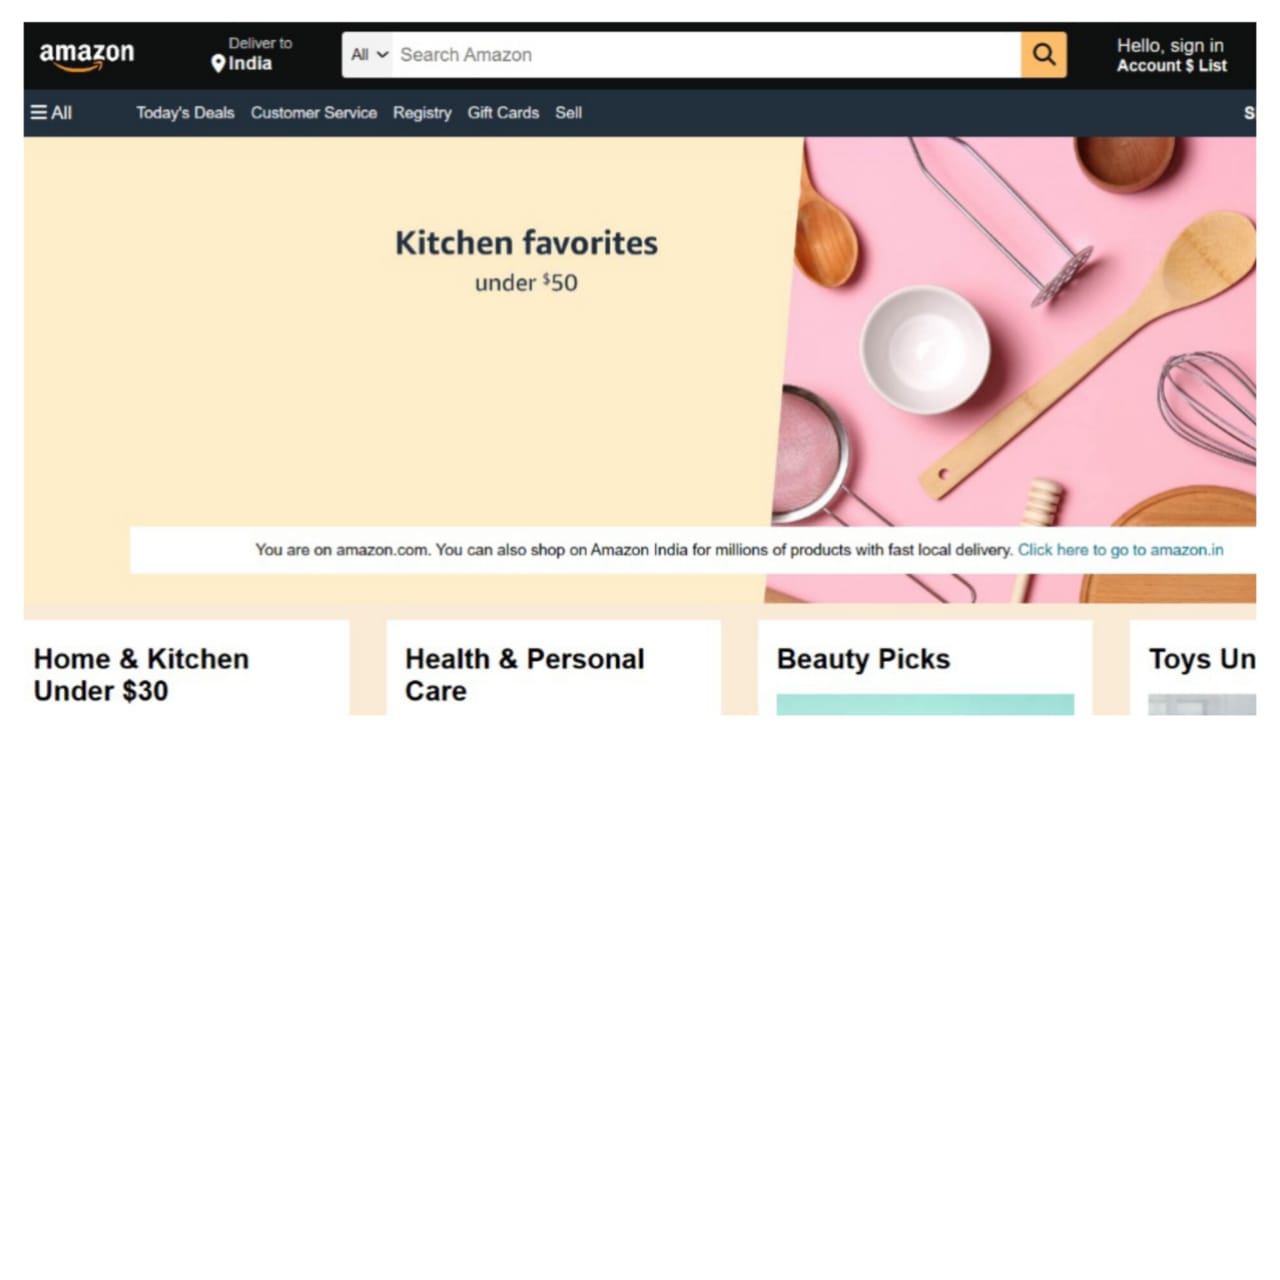 amazon
Deliver to
India
All
Search Amazon
Hello, sign in
Account $ List
All
Today's Deals
Customer Service
Registry
Gift Cards
Sell
S
Kitchen favorites
under $50
You are on amazon.com. You can also shop on Amazon India for millions of products with fast local delivery. Click here to go to amazon.in
Home & Kitchen
Under $30
Health & Personal
Care
Beauty Picks
Toys Un